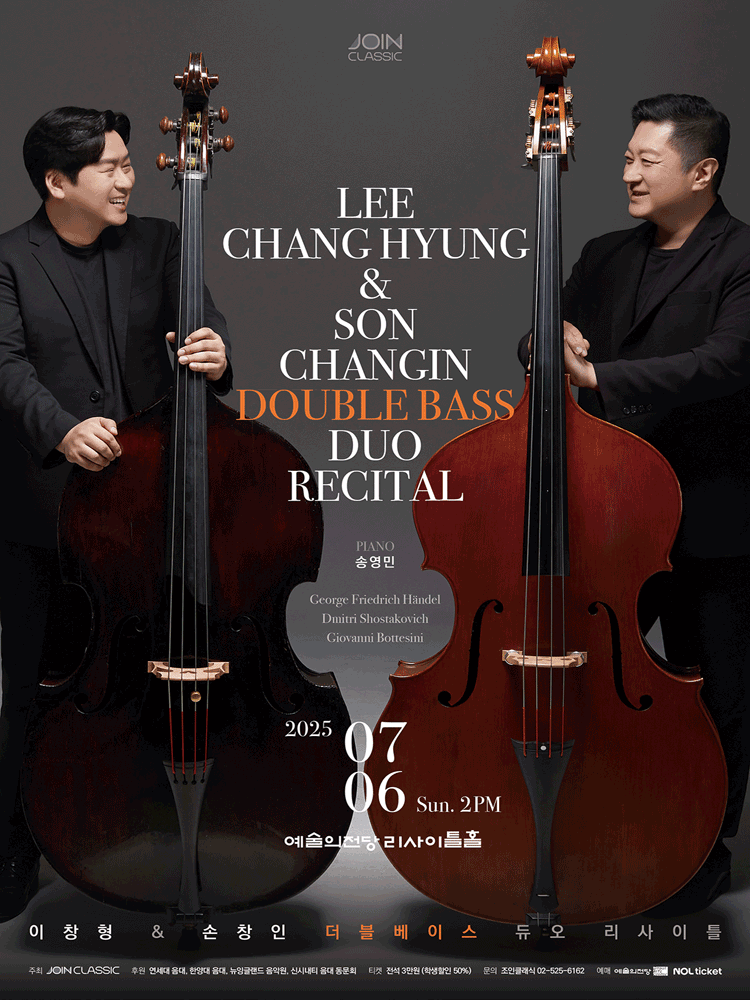 JOIN
CLASSIC
LEE
CHANG HYUNG
&
SON
CHANGIN
DOUBLE BASS
DUO
RECITAL
PIANO
송영민
George Friedrich Händel
Dmitri Shostakovich
Giovanni Bottesini
2025 07
06 Sun. 2PM
예술의전당 리사이틀홀
이창형 & 손창인 더블베이스 듀오 리사이틀
주최 JOIN CLASSIC 후원 연세대 음대, 한양대 음대, 뉴잉글랜드 음악원, 신시내티 음대 동문회 티켓 전석 3만원 (학생할인 50%) 문의 조인클래식 02-525-6162 예매 예술의전당 NOL ticket